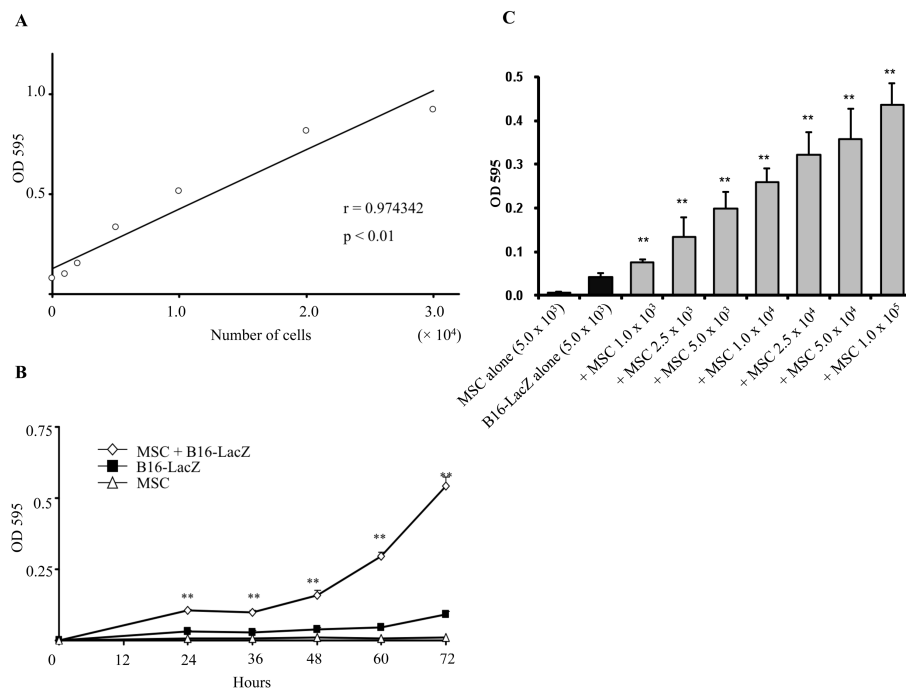 A
OD 595
1.0
0.5
0
1.0
2.0
3.0
Number of cells
(× 10⁴)
r = 0.974342
p < 0.01
B
OD 595
0.75
0.5
0.25
0
12
24
36
48
60
72
Hours
MSC + B16-LacZ
B16-LacZ
MSC
**
**
**
**
**
C
OD 595
0.5
0.4
0.3
0.2
0.1
0.0
**
**
**
**
**
**
**
MSC alone (5.0 x 10³)
B16-LacZ alone (5.0 x 10³)
+ MSC 1.0 x 10³
+ MSC 2.5 x 10³
+ MSC 5.0 x 10³
+ MSC 1.0 x 10⁴
+ MSC 2.5 x 10⁴
+ MSC 5.0 x 10⁴
+ MSC 1.0 x 10⁵